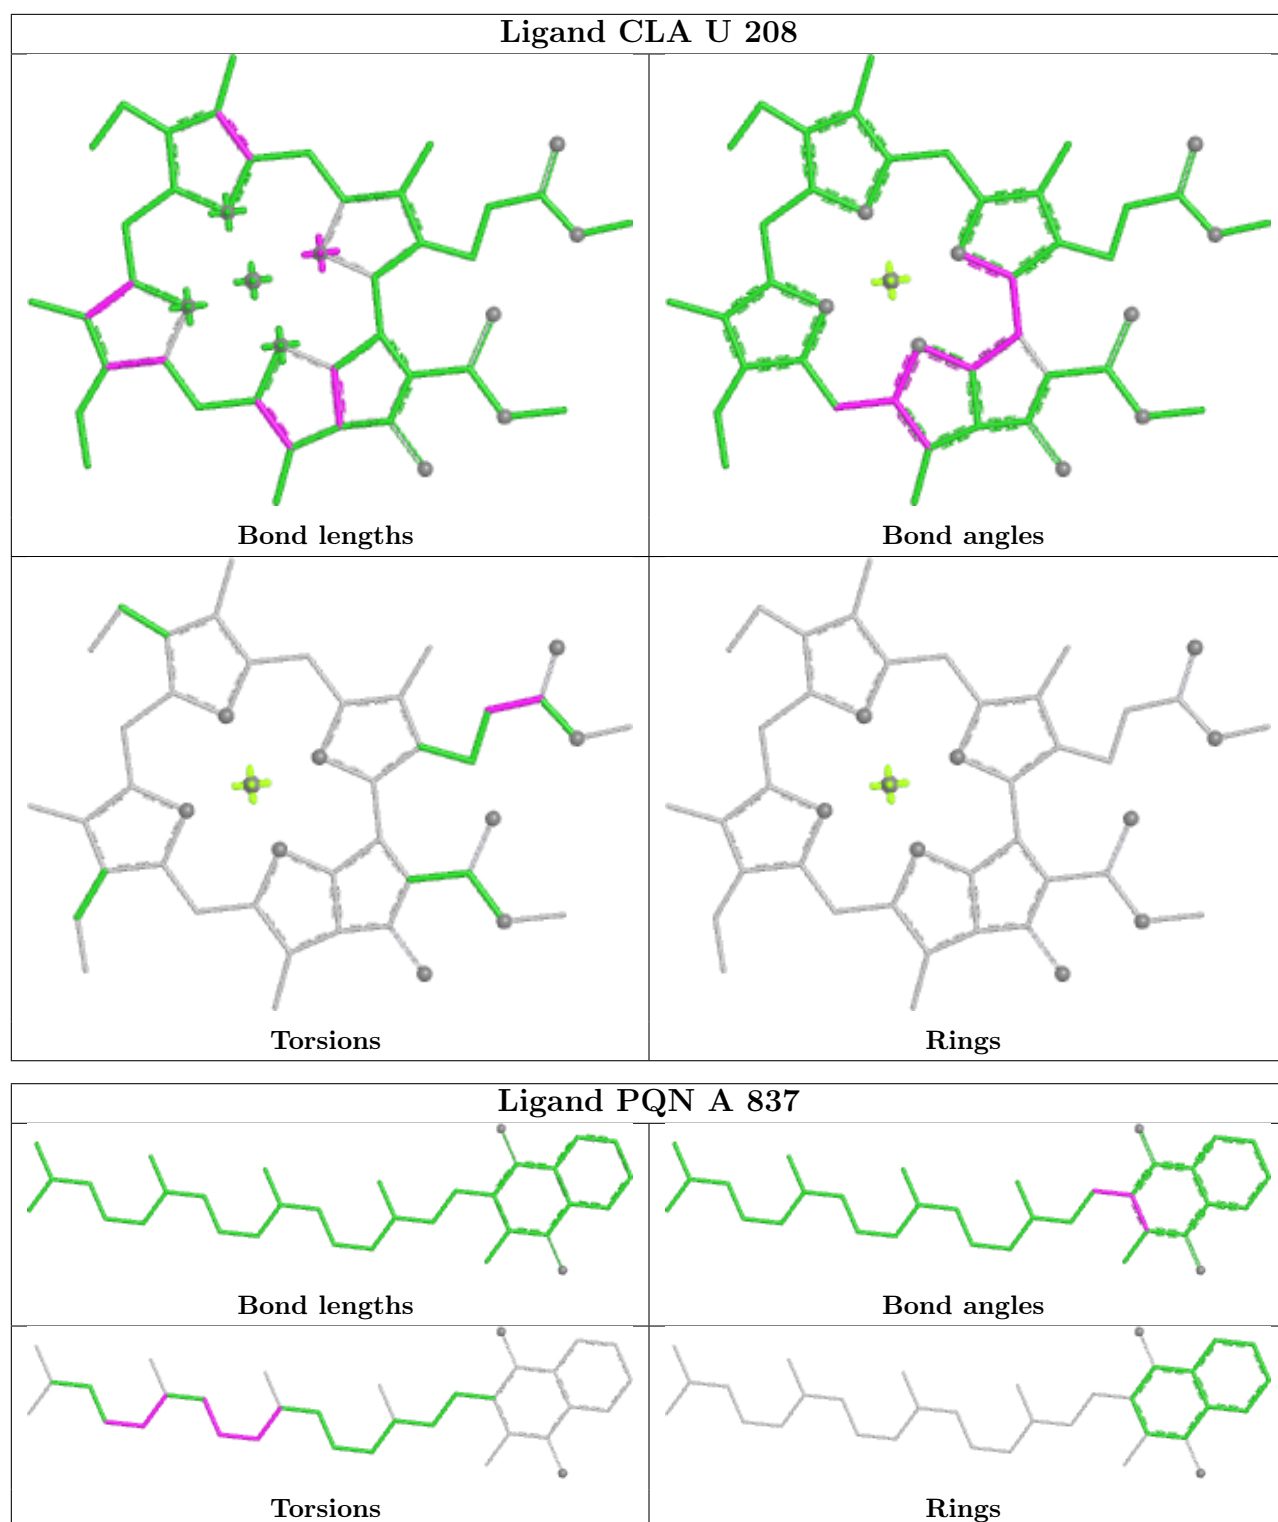 Ligand CLA U 208
Bond lengths
Bond angles
Torsions
Rings
Ligand PQN A 837
Bond lengths
Bond angles
Torsions
Rings